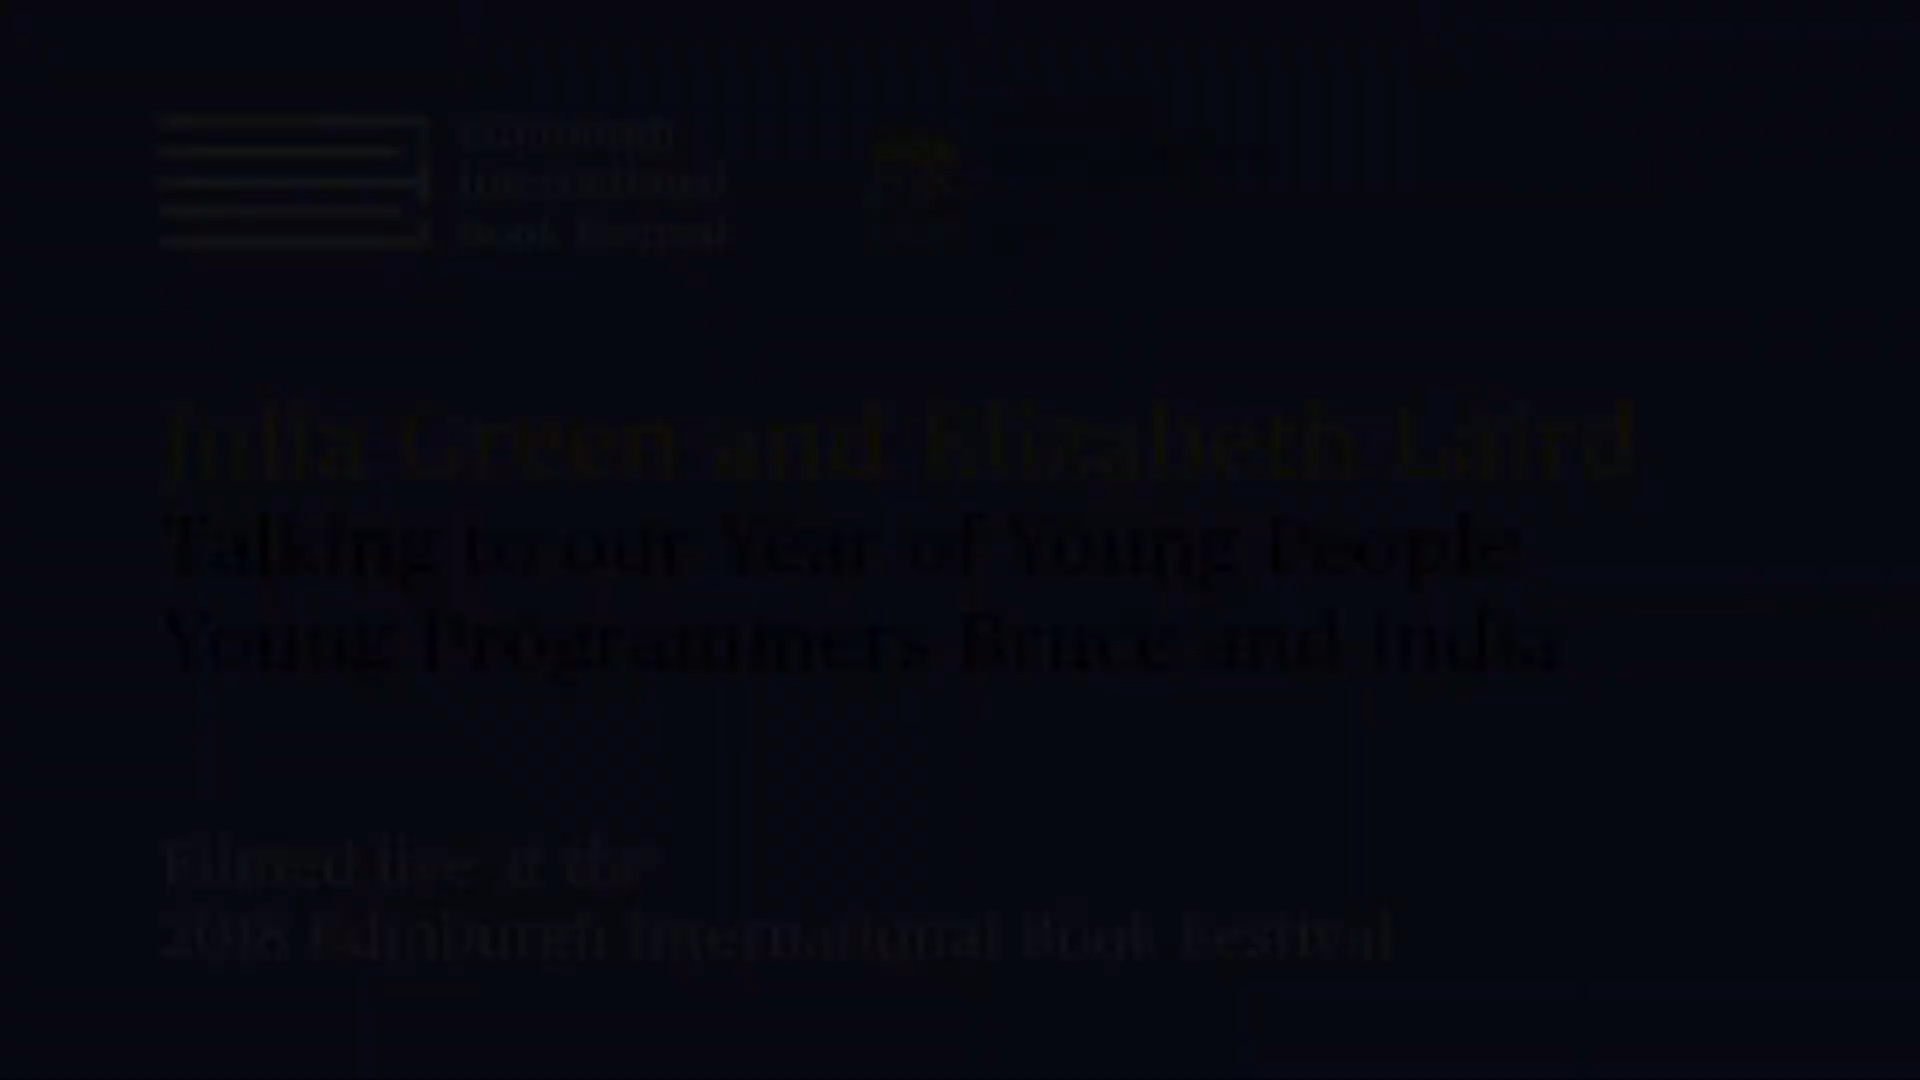 Edinburgh
International
Book Festival
Julia Green and Elizabeth Laird
Talking to our Year of Young People
Young Programmers Bruce and India
Filmed live at the
2018 Edinburgh International Book Festival